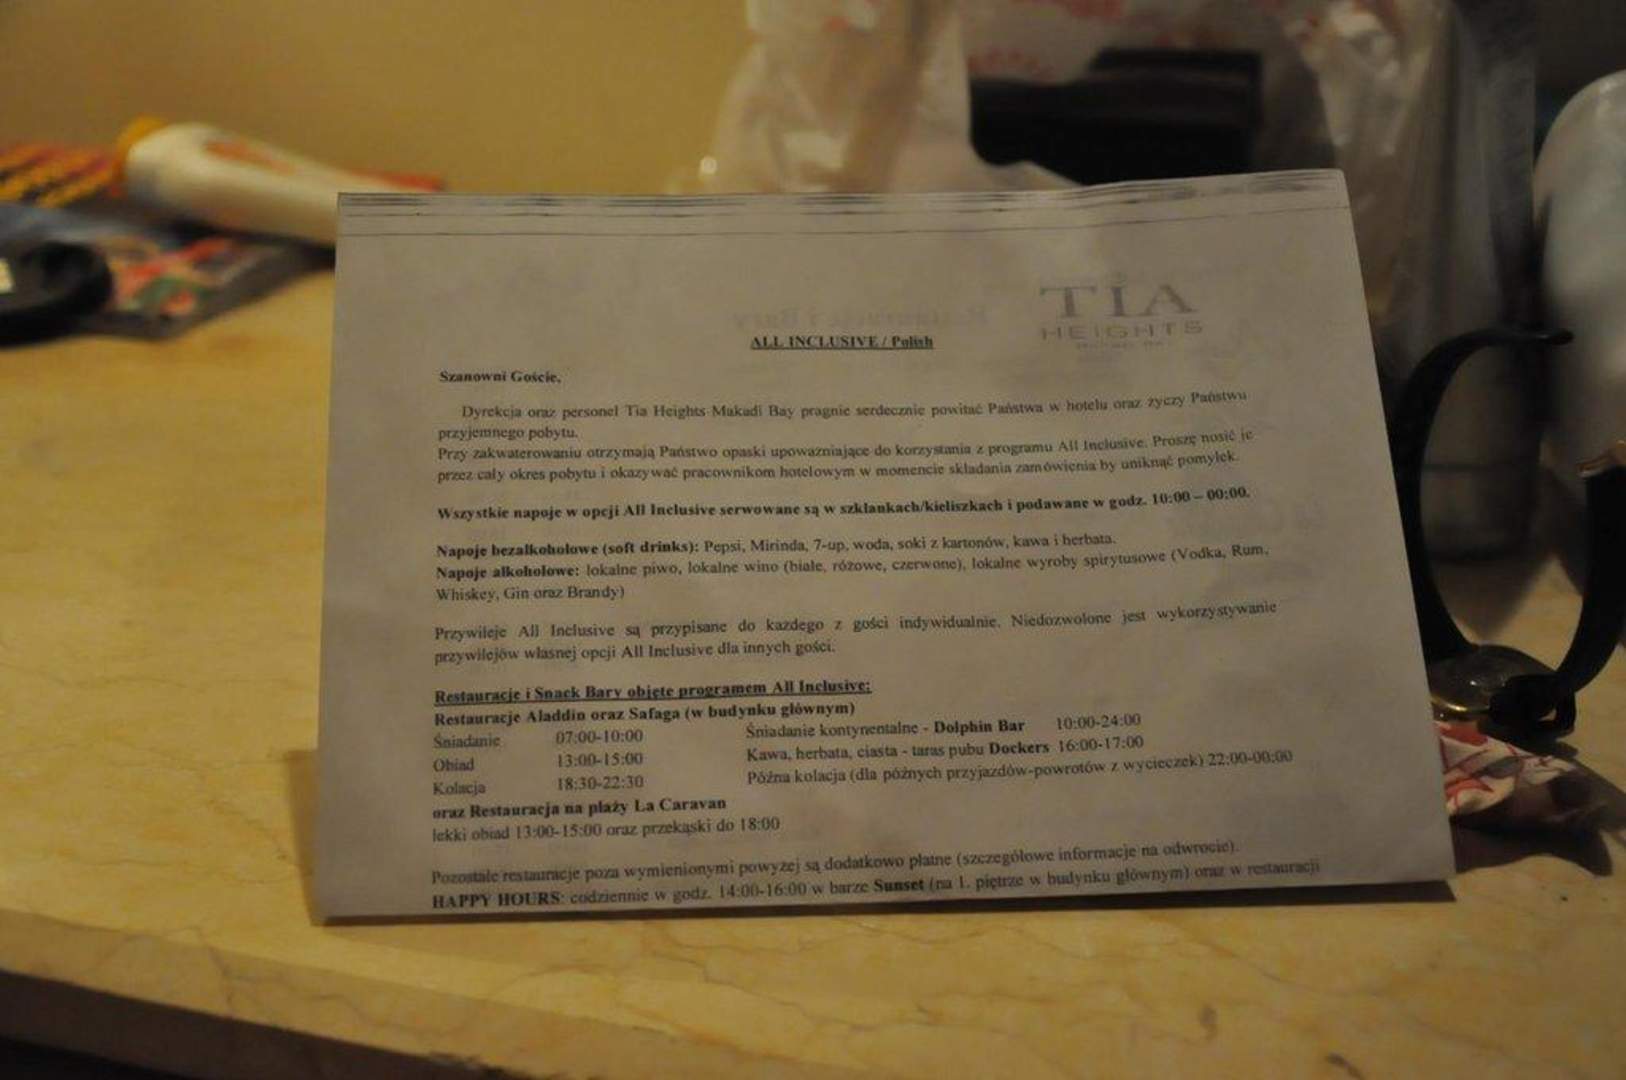 TIA
HEIGHTS
ALL INCLUSIVE / Polish
Szanowni Goście,
Dyrekcja oraz personel Tia Heights Makadi Bay pragnie serdecznie powitać Państwa w hotelu oraz życzy Państwu
przyjemnego pobytu.
Przy zakwaterowaniu otrzymają Państwo opaski upoważniające do korzystania z programu All Inclusive. Proszę nosić je
przez cały okres pobytu i okazywać pracownikom hotelowym w momencie składania zamówienia by uniknąć pomyłek.
Wszystkie napoje w opcji All Inclusive serwowane są w szklankach/kieliszkach i podawane w godz. 10:00 – 00:00.
Napoje bezalkoholowe (soft drinks): Pepsi, Mirinda, 7-up, woda, soki z kartonów, kawa i herbata.
Napoje alkoholowe: lokalne piwo, lokalne wino (białe, różowe, czerwone), lokalne wyroby spirytusowe (Vodka, Rum,
Whiskey, Gin oraz Brandy)
Przywileje All Inclusive są przypisane do każdego z gości indywidualnie. Niedozwolone jest wykorzystywanie
przywilejów własnej opcji All Inclusive dla innych gości.
Restauracje i Snack Bary objęte programem All Inclusive:
Restauracje Aladdin oraz Safaga (w budynku głównym)
Śniadanie 07:00-10:00 Śniadanie kontynentalne - Dolphin Bar 10:00-24:00
Obiad 13:00-15:00 Kawa, herbata, ciasta - taras pubu Dockers 16:00-17:00
Kolacja 18:30-22:30 Późna kolacja (dla późnych przyjazdów-powrotów z wycieczek) 22:00-00:00
oraz Restauracja na plaży La Caravan
lekki obiad 13:00-15:00 oraz przekąski do 18:00
Pozostałe restauracje poza wymienionymi powyżej są dodatkowo płatne (szczegółowe informacje na odwrocie).
HAPPY HOURS: codziennie w godz. 14:00-16:00 w barze Sunset (na 1. piętrze w budynku głównym) oraz w restauracji